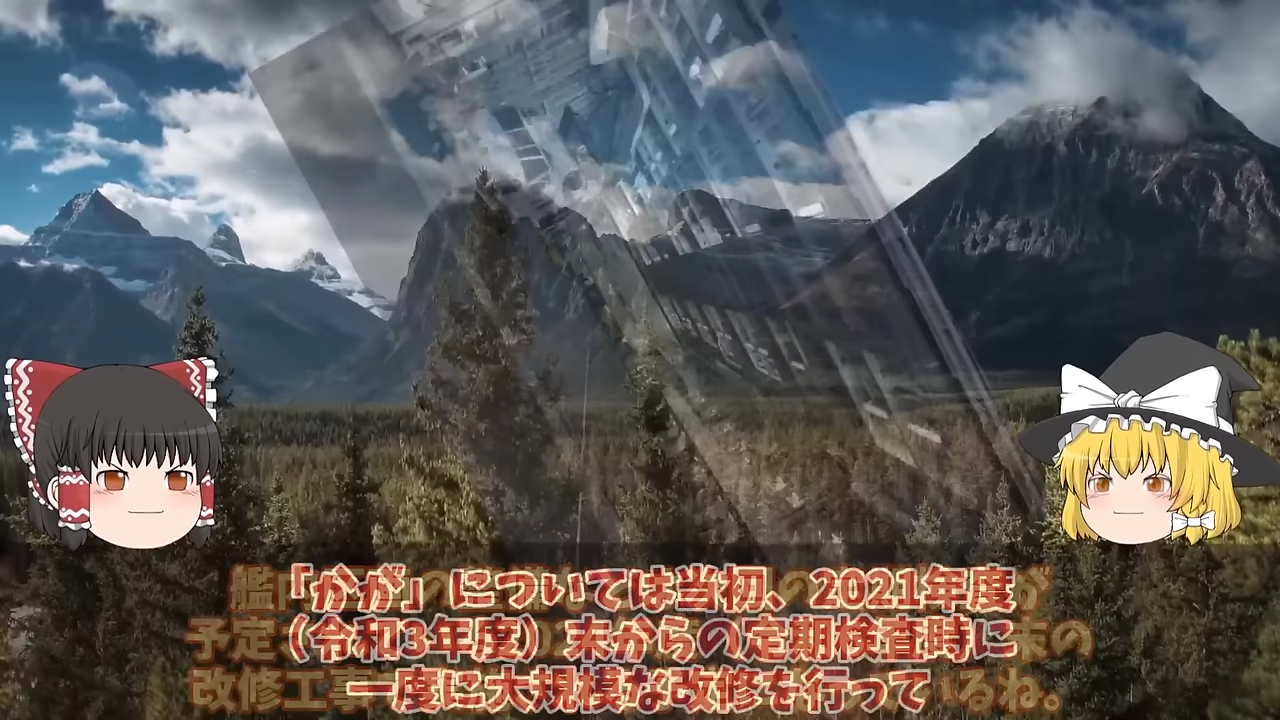 「かが」については当初、2021年度
（令和3年度）末からの定期検査時に
一度に大規模な改修を行って
予定
末の
改修工事
いるね。